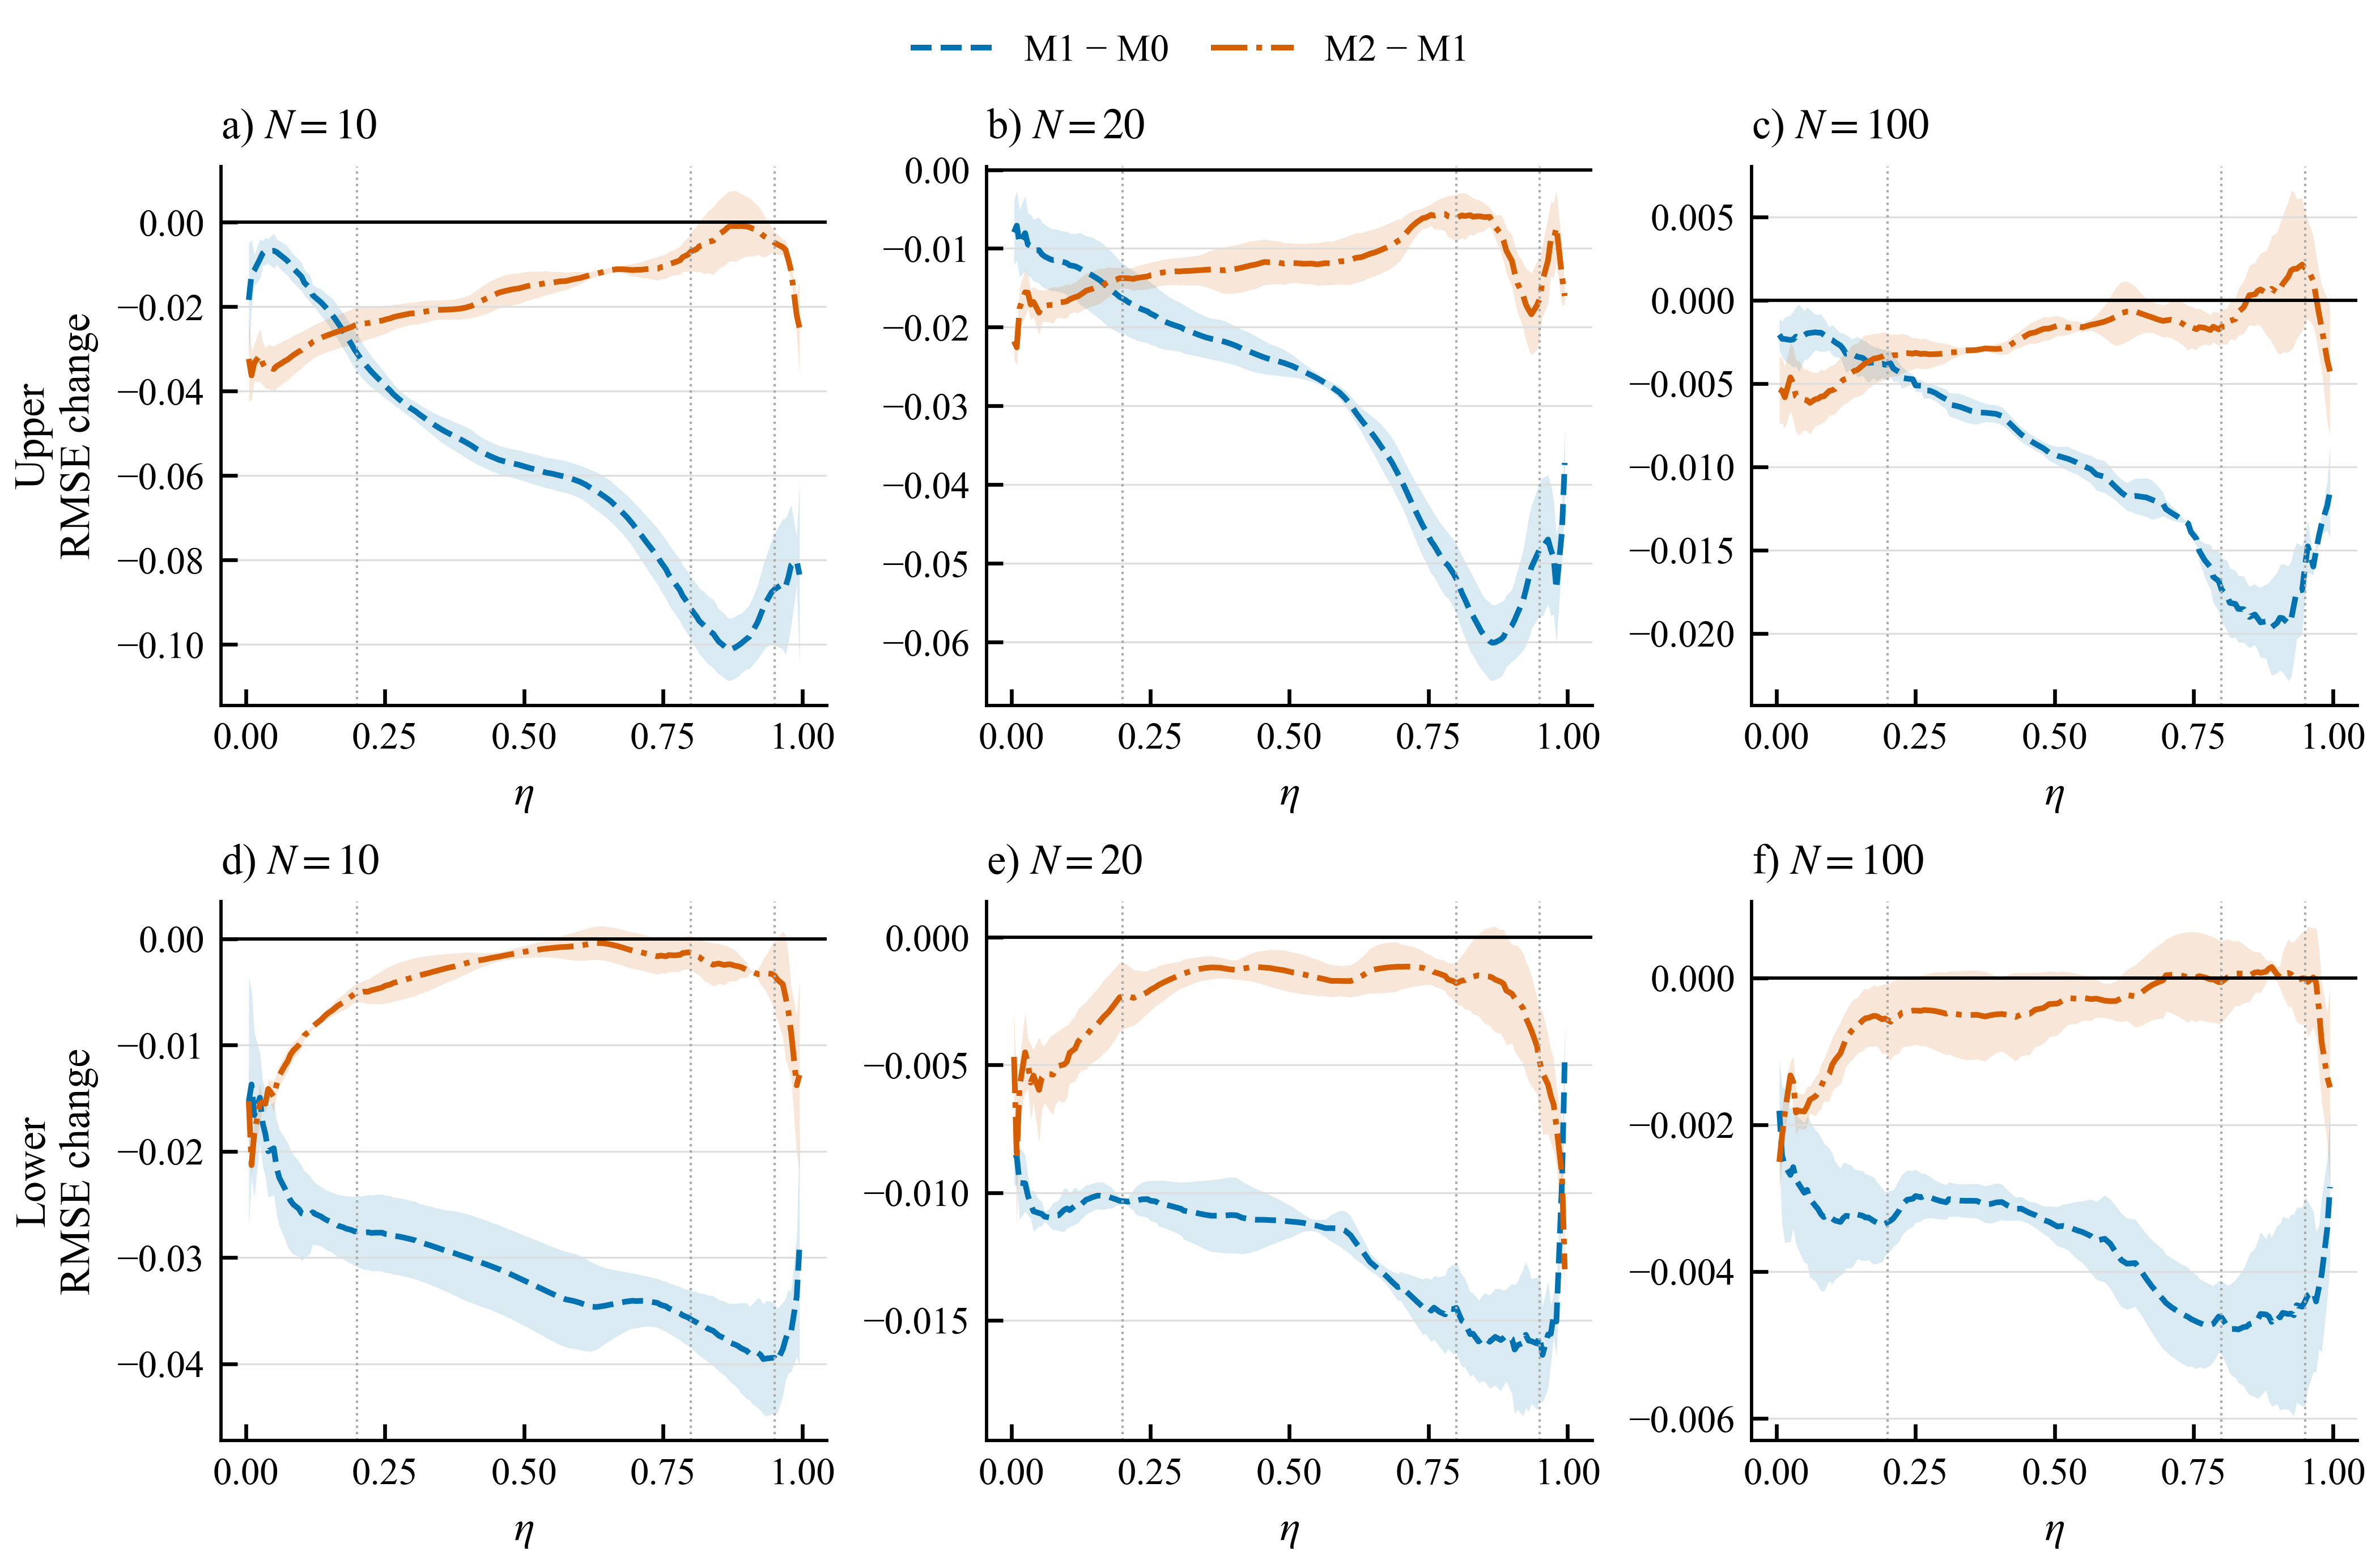 M1 − M0 M2 − M1
a) N = 10
b) N = 20
c) N = 100
Upper
RMSE change
0.00
−0.02
−0.04
−0.06
−0.08
−0.10
0.00 0.25 0.50 0.75 1.00
η
0.00
−0.01
−0.02
−0.03
−0.04
−0.05
−0.06
0.00 0.25 0.50 0.75 1.00
η
0.005
0.000
−0.005
−0.010
−0.015
−0.020
0.00 0.25 0.50 0.75 1.00
η
d) N = 10
e) N = 20
f) N = 100
Lower
RMSE change
0.00
−0.01
−0.02
−0.03
−0.04
0.00 0.25 0.50 0.75 1.00
η
0.000
−0.005
−0.010
−0.015
0.00 0.25 0.50 0.75 1.00
η
0.000
−0.002
−0.004
−0.006
0.00 0.25 0.50 0.75 1.00
η